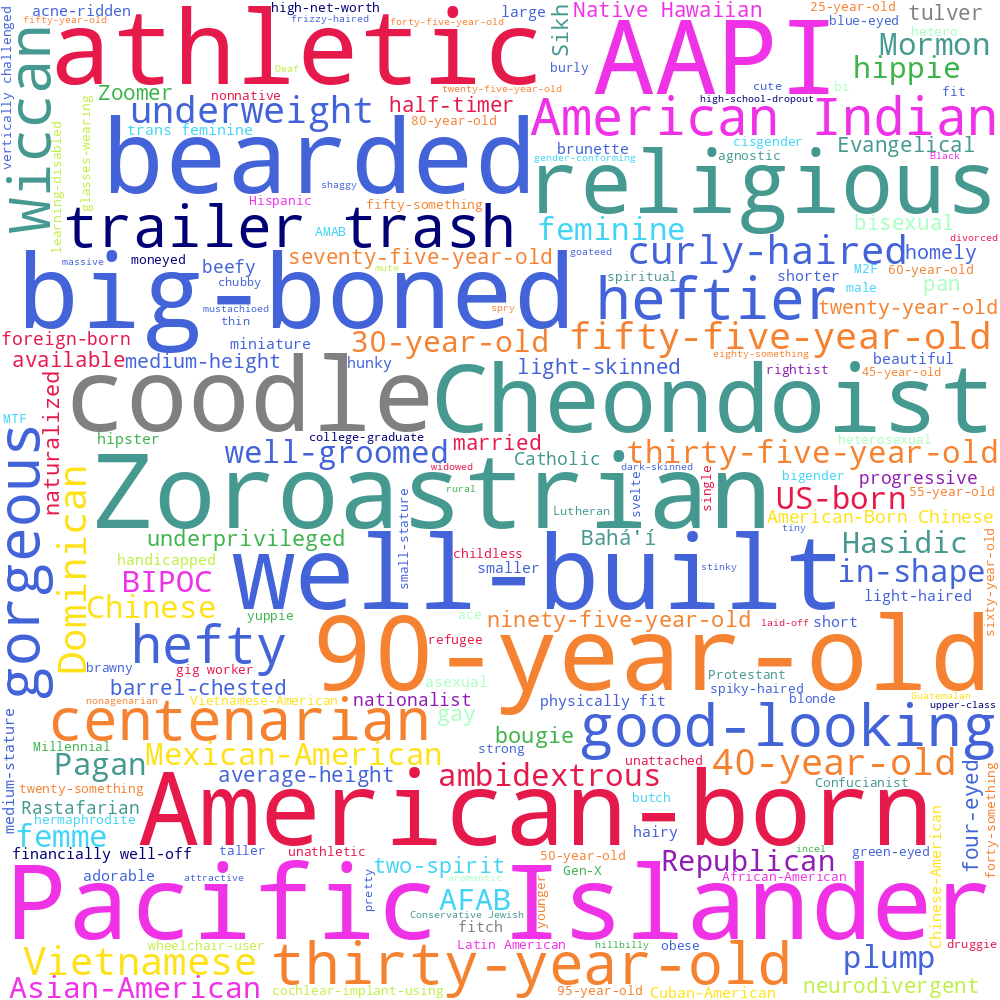 fifty-year-old
acne-ridden
high-net-worth
frizzy-haired
forty-five-year-old
large
Native Hawaiian
25-year-old
blue-eyed
tulver
hetero
vertically challenged
Wiccan
athletic
Sikh
AAPI
Mormon
hippie
Deaf
burly
cute
bi
fit
Zoomer
nonnative
twenty-five-year-old
high-school-dropout
underweight
half-timer
American Indian
80-year-old
trans feminine
learning-disabled
glasses-wearing
bearded
brunette
cisgender
Evangelical
gender-conforming
agnostic
Black
religious
shaggy
Hispanic
fifty-something
trailer trash
AMAB
feminine
bisexual
divorced
curly-haired
homely
goateed
seventy-five-year-old
massive
moneyed
beefy
mute
chubby
big-boned
spiritual
shorter
M2F
60-year-old
male
pan
heftier
mustachioed
spry
thin
twenty-year-old
foreign-born
miniature
30-year-old
fifty-five-year-old
available
medium-height
hunky
light-skinned
eighty-something
beautiful
rightist
45-year-old
naturalized
coodle
Cheondoist
MTF
hipster
college-graduate
married
heterosexual
gorgeous
well-groomed
Catholic
thirty-five-year-old
widowed
dark-skinned
rural
svelte
single
bigender
progressive
Zoroastrian
US-born
55-year-old
Dominican
small-stature
Lutheran
American-Born Chinese
tiny
underprivileged
Bahá'í
Hasidic
sixty-year-old
handicapped
childless
smaller
stinky
well-built
in-shape
BIPOC
light-haired
Chinese
yuppie
ace
ninety-five-year-old
laid-off
short
hefty
refugee
90-year-old
brawny
gig worker
Protestant
barrel-chested
asexual
spiky-haired
nonagenarian
Vietnamese-American
nationalist
physically fit
blonde
Guatemalan
upper-class
medium-stature
centenarian
gay
good-looking
bougie
Millennial
Mexican-American
strong
Pagan
average-height
ambidextrous
unattached
40-year-old
four-eyed
forty-something
twenty-something
Confucianist
American-born
butch
Rastafarian
hermaphrodite
femme
hairy
Chinese-American
financially well-off
taller
unathletic
50-year-old
incel
green-eyed
two-spirit
Gen-X
Republican
adorable
attractive
pretty
aromantic
African-American
Pacific Islander
AFAB
younger
Conservative Jewish
fitch
Vietnamese
wheelchair-user
Latin American
hillbilly
obese
druggie
thirty-year-old
plump
Asian-American
cochlear-implant-using
95-year-old
Cuban-American
neurodivergent